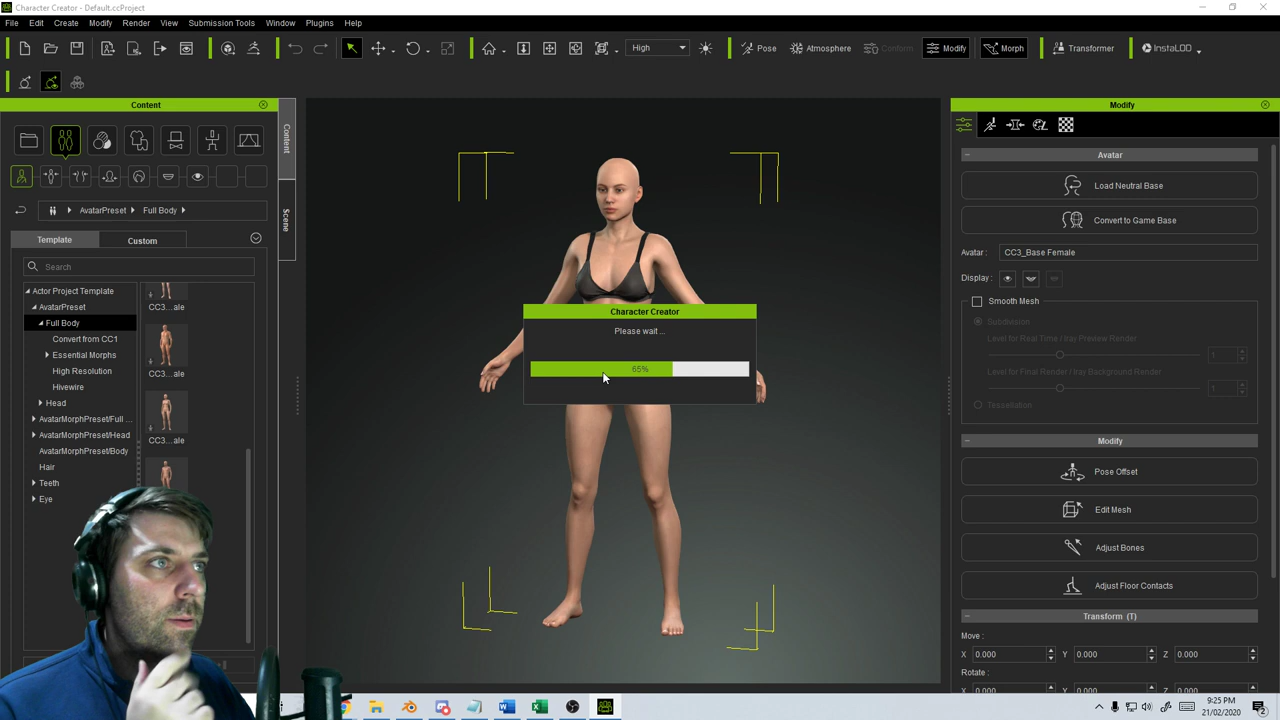 Character Creator - Default.ccProject
File Edit Create Modify Render View Submission Tools Window Plugins Help
High Pose Atmosphere Conform Modify Morph Transformer InstaLOD
Content
Content
Scene
AvatarPreset Full Body
Template Custom
Search
Actor Project Template
AvatarPreset
Full Body
Convert from CC1
Essential Morphs
High Resolution
Hivewire
Head
AvatarMorphPreset/Full ...
AvatarMorphPreset/Head
AvatarMorphPreset/Body
Hair
Teeth
Eye
CC3...ale
CC3...ale
CC3...ale
Character Creator
Please wait ...
65%
Modify
Avatar
Load Neutral Base
Convert to Game Base
Avatar: CC3_Base Female
Display:
Smooth Mesh
Subdivision
Level for Real Time / Iray Preview Render
1
Level for Final Render / Iray Background Render
1
Tessellation
Modify
Pose Offset
Edit Mesh
Adjust Bones
Adjust Floor Contacts
Transform (T)
Move :
X 0.000 Y 0.000 Z 0.000
Rotate :
X 0.000 Y 0.000 Z 0.000
9:25 PM
21/02/2020
2